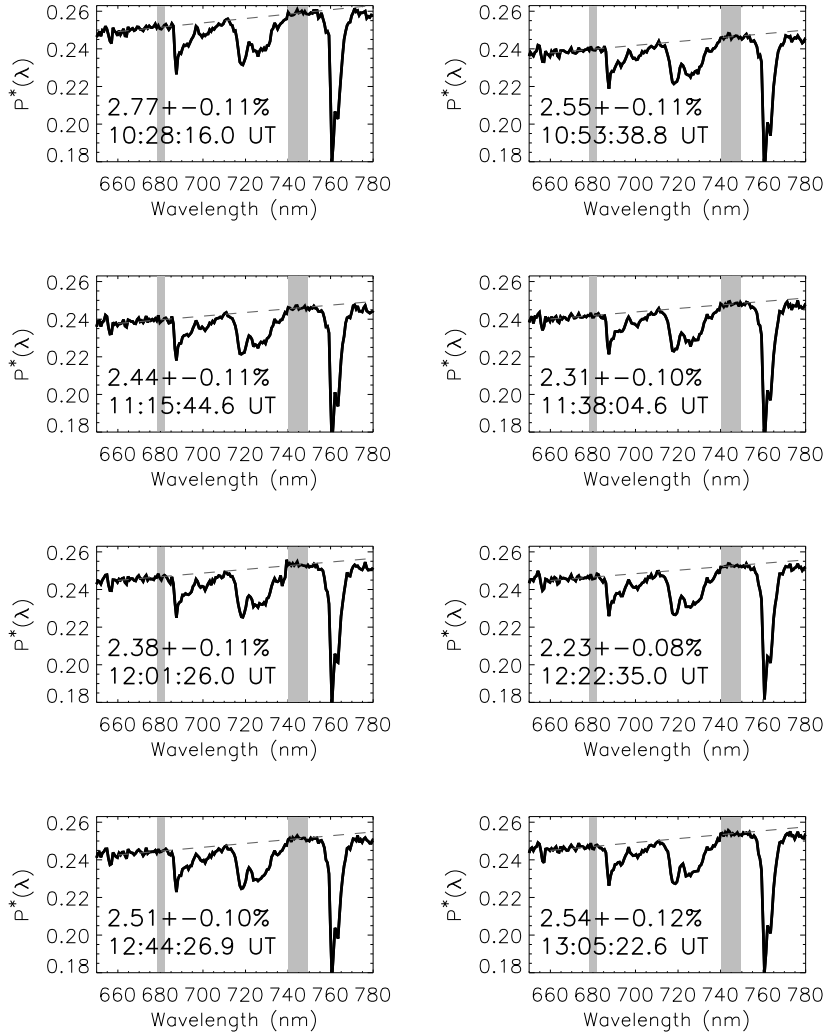 0.26
0.24
0.22
0.20
0.18
P*(λ)
2.77+−0.11%
10:28:16.0 UT
660 680 700 720 740 760 780
Wavelength (nm)
0.26
0.24
0.22
0.20
0.18
P*(λ)
2.55+−0.11%
10:53:38.8 UT
660 680 700 720 740 760 780
Wavelength (nm)
0.26
0.24
0.22
0.20
0.18
P*(λ)
2.44+−0.11%
11:15:44.6 UT
660 680 700 720 740 760 780
Wavelength (nm)
0.26
0.24
0.22
0.20
0.18
P*(λ)
2.31+−0.10%
11:38:04.6 UT
660 680 700 720 740 760 780
Wavelength (nm)
0.26
0.24
0.22
0.20
0.18
P*(λ)
2.38+−0.11%
12:01:26.0 UT
660 680 700 720 740 760 780
Wavelength (nm)
0.26
0.24
0.22
0.20
0.18
P*(λ)
2.23+−0.08%
12:22:35.0 UT
660 680 700 720 740 760 780
Wavelength (nm)
0.26
0.24
0.22
0.20
0.18
P*(λ)
2.51+−0.10%
12:44:26.9 UT
660 680 700 720 740 760 780
Wavelength (nm)
0.26
0.24
0.22
0.20
0.18
P*(λ)
2.54+−0.12%
13:05:22.6 UT
660 680 700 720 740 760 780
Wavelength (nm)